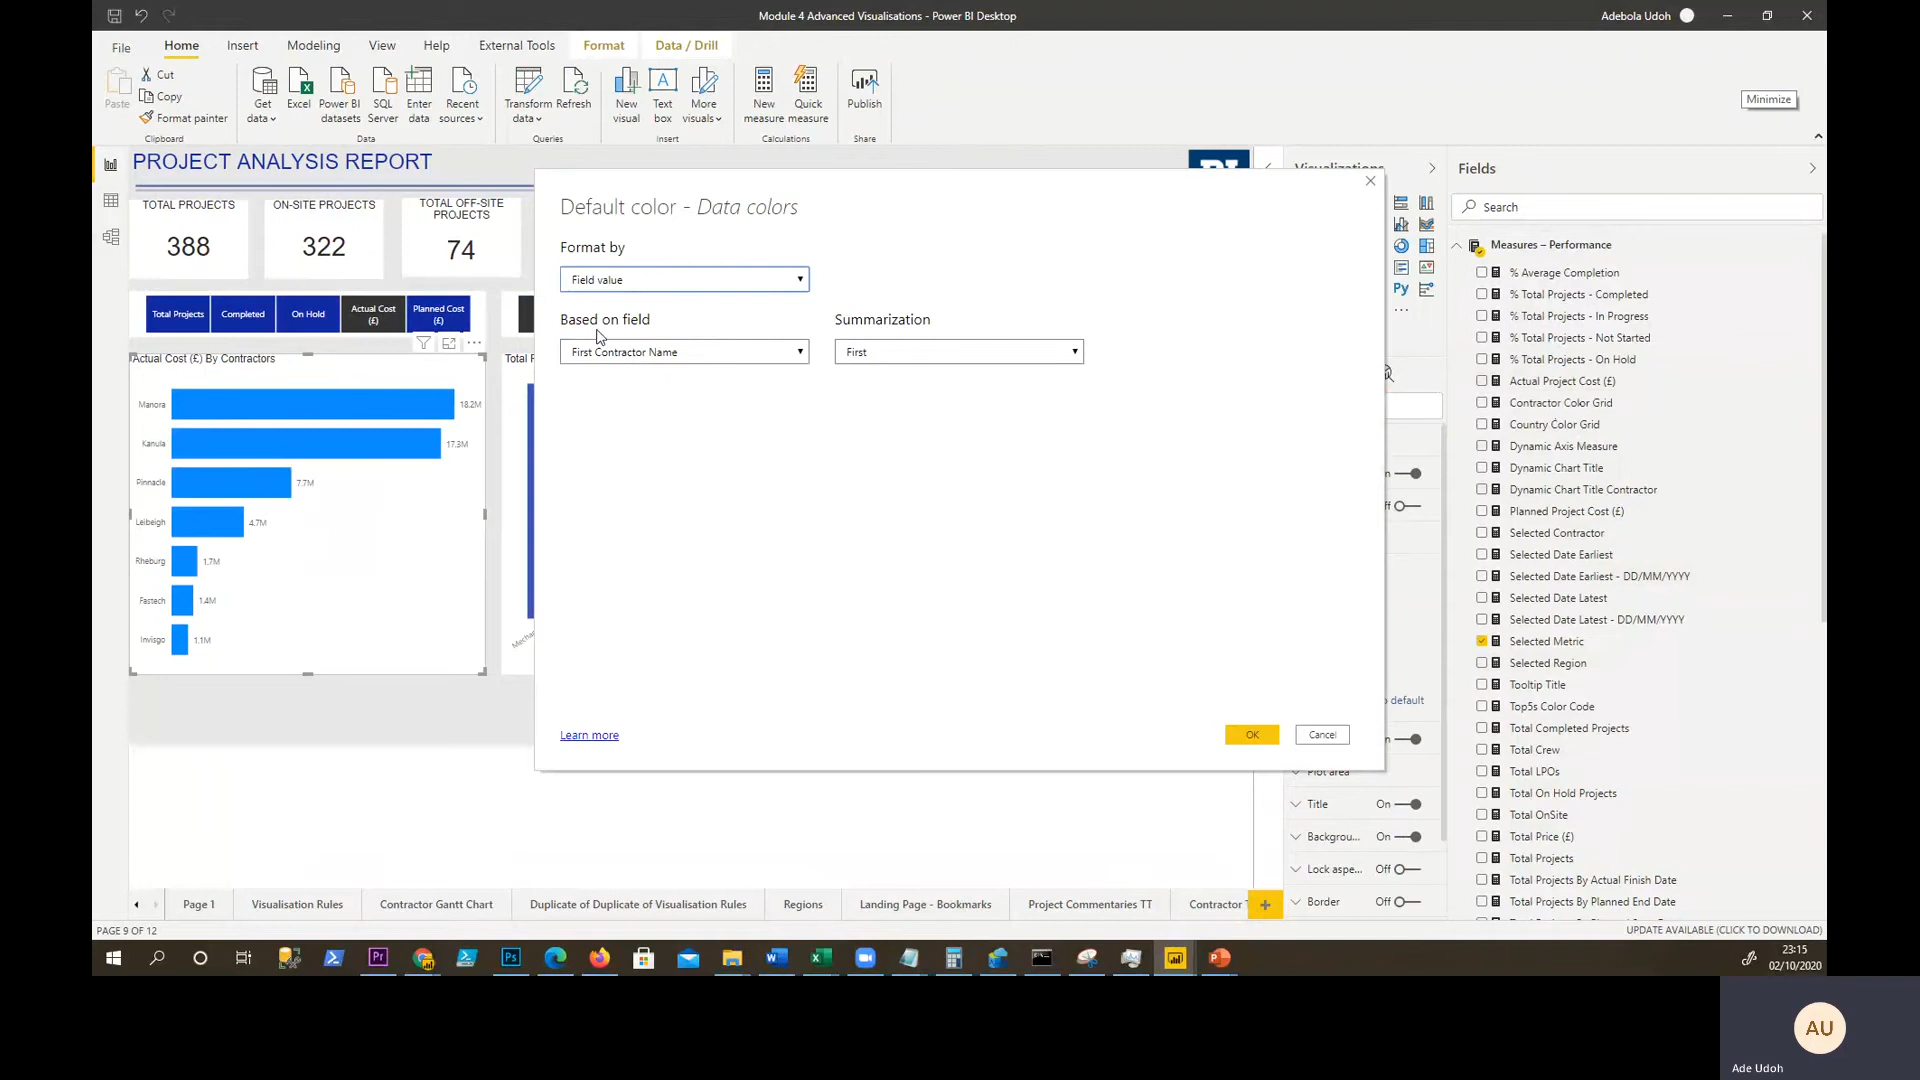 Module 4 Advanced Visualisations - Power BI Desktop
Adebola Udoh
File
Home
Insert
Modeling
View
Help
External Tools
Format
Data / Drill
Paste
Cut
Copy
Format painter
Clipboard
Get data
Excel
Power BI datasets
SQL Server
Enter data
Recent sources
Data
Transform data
Refresh
Queries
New visual
Text box
More visuals
Insert
New measure
Quick measure
Calculations
Publish
Share
Minimize
PROJECT ANALYSIS REPORT
TOTAL PROJECTS
388
ON-SITE PROJECTS
322
TOTAL OFF-SITE
PROJECTS
74
Total Projects
Completed
On Hold
Actual Cost
(£)
Planned Cost
(£)
Actual Cost (£) By Contractors
Manora
18.2M
Kanula
17.3M
Pinnacle
7.7M
Leibeigh
4.7M
Rheburg
1.7M
Fastech
1.4M
Invisgo
1.1M
Default color - Data colors
Format by
Field value
Based on field
Summarization
First Contractor Name
First
Learn more
OK
Cancel
Visualizations
Py
default
Plot area
Title On
Backgrou... On
Lock aspe... Off
Border Off
Fields
Search
Measures – Performance
% Average Completion
% Total Projects - Completed
% Total Projects - In Progress
% Total Projects - Not Started
% Total Projects - On Hold
Actual Project Cost (£)
Contractor Color Grid
Country Color Grid
Dynamic Axis Measure
Dynamic Chart Title
Dynamic Chart Title Contractor
Planned Project Cost (£)
Selected Contractor
Selected Date Earliest
Selected Date Earliest - DD/MM/YYYY
Selected Date Latest
Selected Date Latest - DD/MM/YYYY
Selected Metric
Selected Region
Tooltip Title
Top5s Color Code
Total Completed Projects
Total Crew
Total LPOs
Total On Hold Projects
Total OnSite
Total Price (£)
Total Projects
Total Projects By Actual Finish Date
Total Projects By Planned End Date
Page 1
Visualisation Rules
Contractor Gantt Chart
Duplicate of Duplicate of Visualisation Rules
Regions
Landing Page - Bookmarks
Project Commentaries TT
Contractor
PAGE 9 OF 12
UPDATE AVAILABLE (CLICK TO DOWNLOAD)
23:15
02/10/2020
AU
Ade Udoh